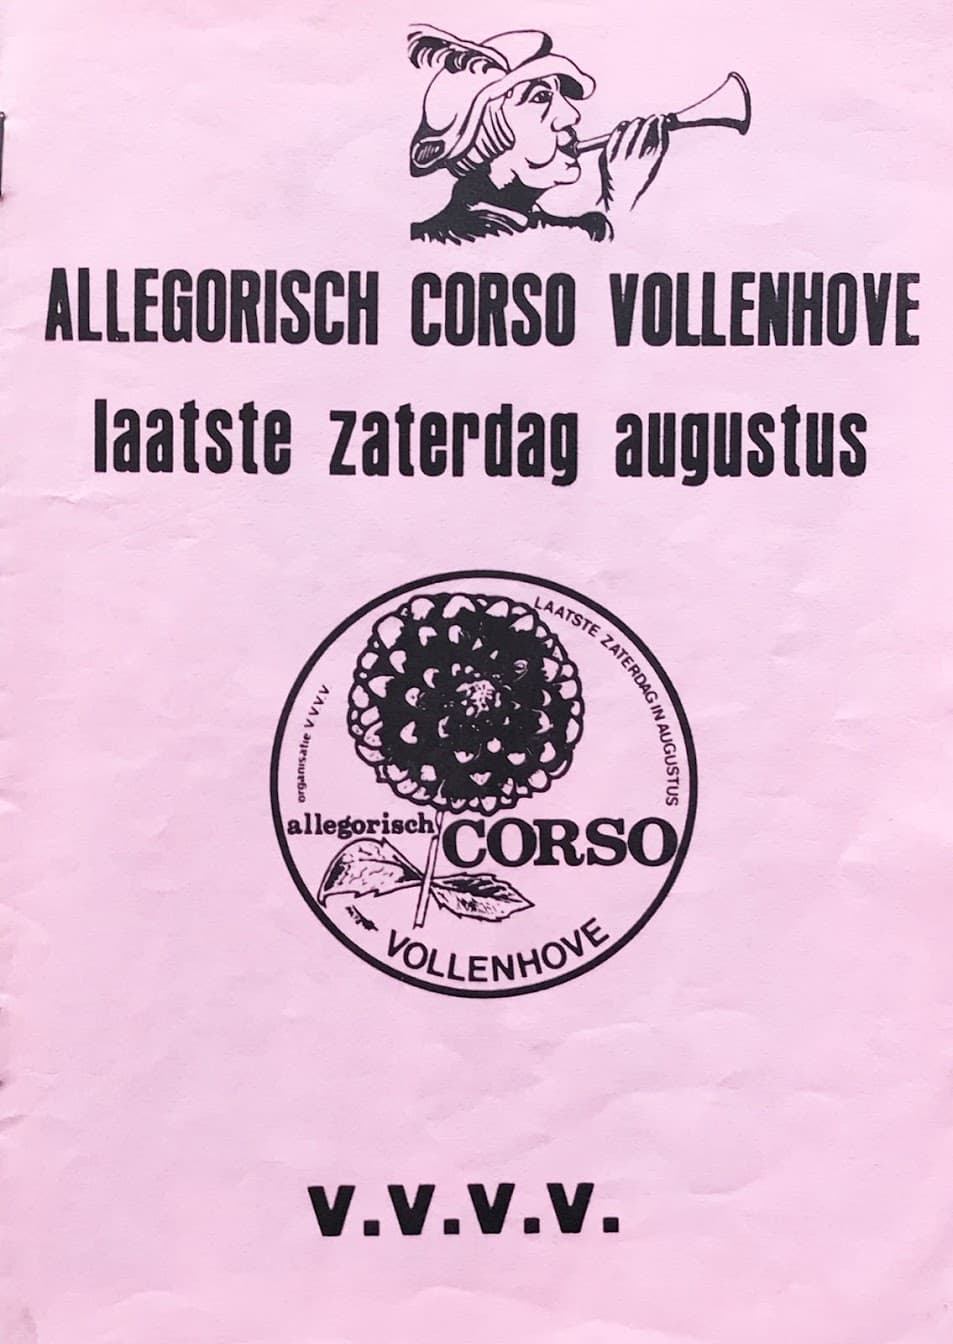 ALLEGORISCH CORSO VOLLENHOVE
laatste zaterdag augustus
LAATSTE ZATERDAG IN AUGUSTUS
organisatie V V V.V
allegorisch CORSO
VOLLENHOVE
V.V.V.V.